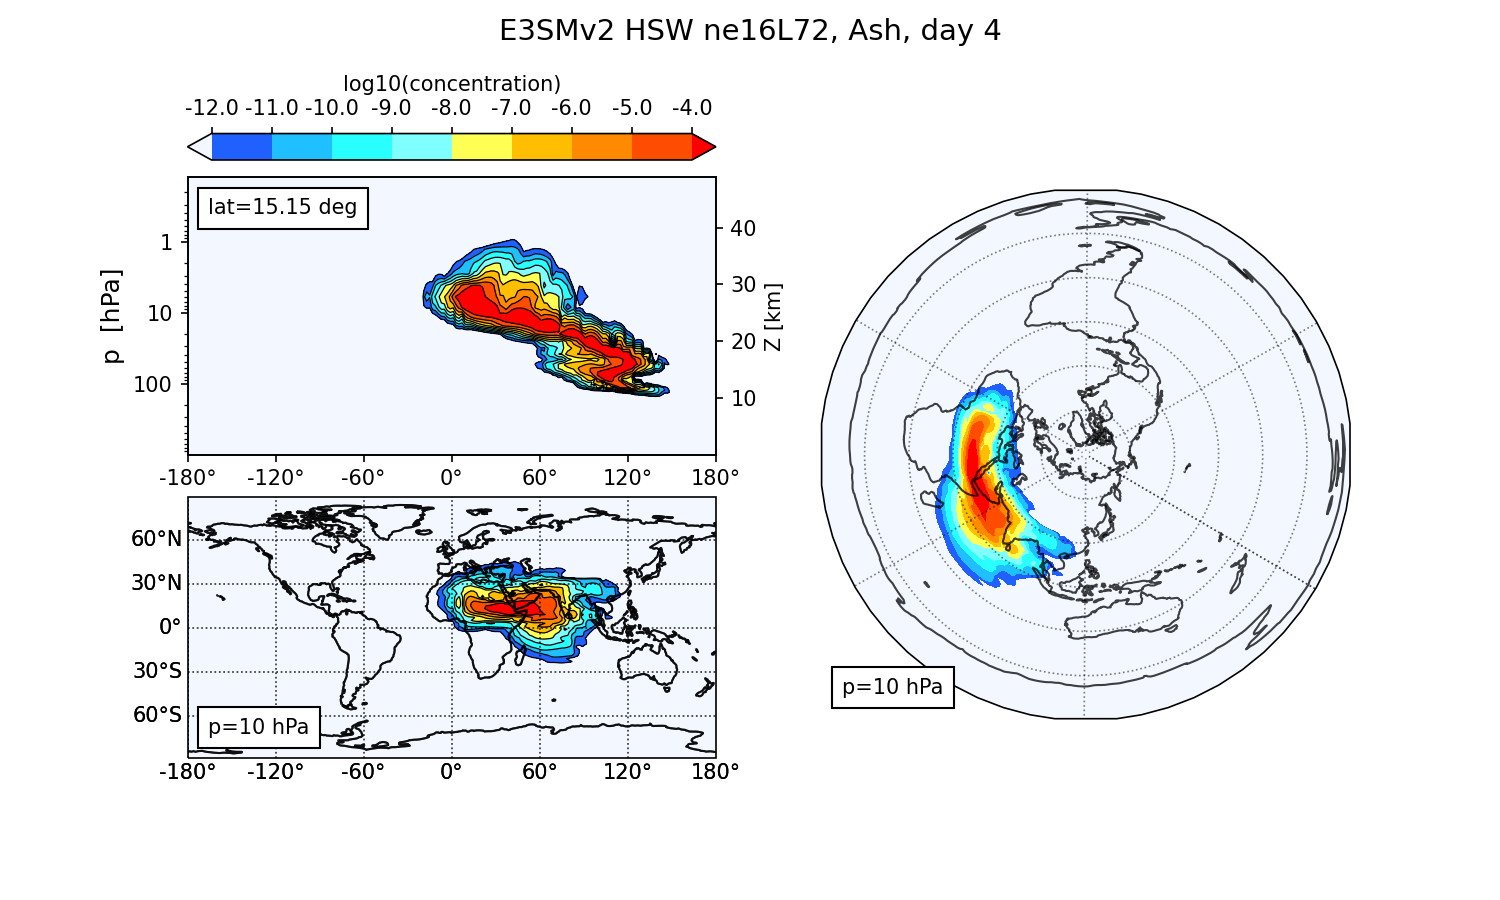 E3SMv2 HSW ne16L72, Ash, day 4
log10(concentration)
-12.0 -11.0 -10.0 -9.0 -8.0 -7.0 -6.0 -5.0 -4.0
lat=15.15 deg
1
10
100
p [hPa]
40
30
20
10
Z [km]
-180° -120° -60° 0° 60° 120° 180°
60°N
30°N
0°
30°S
60°S
p=10 hPa
-180° -120° -60° 0° 60° 120° 180°
p=10 hPa